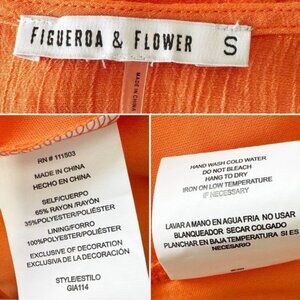 FIGUEROA & FLOWER
S
MADE IN CHINA
RN # 111503
MADE IN CHINA
HECHO EN CHINA
SELF/CUERPO
65% RAYON/RAYÓN
35%POLYESTER/POLIÉSTER
LINING/FORRO
100%POLYESTER/POLIÉSTER
EXCLUSIVE OF DECORATION
EXCLUSIVA DE LA DECORACIÓN
STYLE/ESTILO
GIA114
HAND WASH COLD WATER
DO NOT BLEACH
HANG TO DRY
IRON ON LOW TEMPERATURE
IF NECESSARY
LAVAR A MANO EN AGUA FRIA NO USAR
BLANQUEADOR SECAR COLGADO
PLANCHAR EN BAJA TEMPERATURA SI ES
NECESARIO